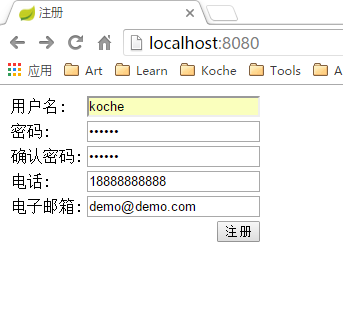 注册
localhost:8080
应用 Art Learn Koche Tools A
用户名: koche
密码: ••••••
确认密码: ••••••
电话: 18888888888
电子邮箱: demo@demo.com
注册